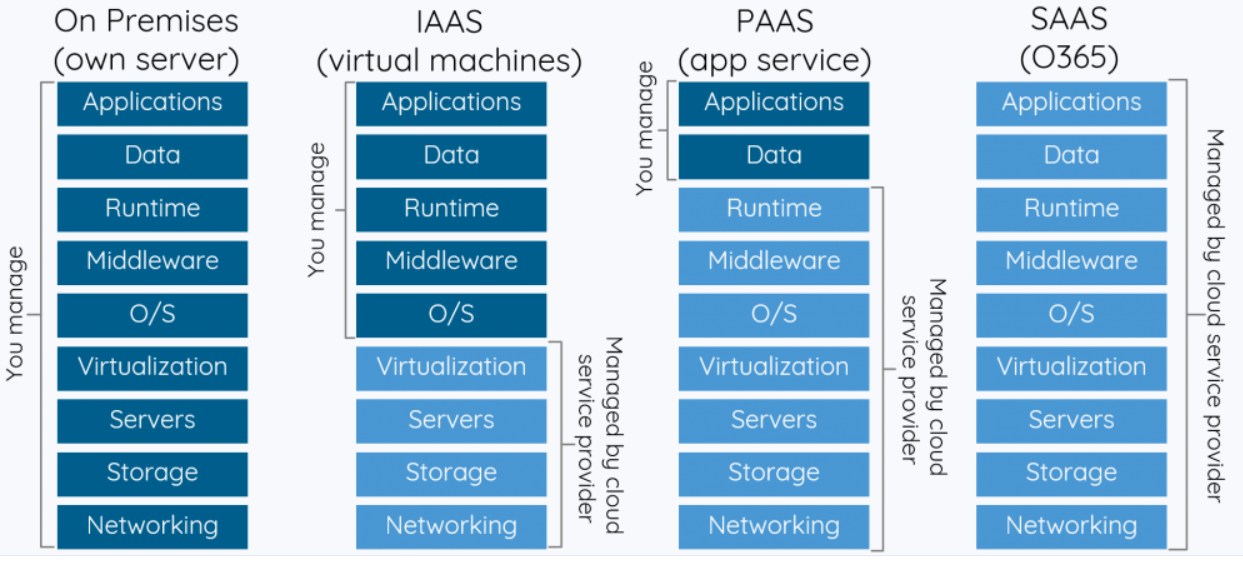 On Premises
(own server)
You manage
Applications
Data
Runtime
Middleware
O/S
Virtualization
Servers
Storage
Networking
IAAS
(virtual machines)
You manage
Applications
Data
Runtime
Middleware
O/S
Virtualization
Servers
Storage
Networking
Managed by cloud
service provider
PAAS
(app service)
You manage
Applications
Data
Runtime
Middleware
O/S
Virtualization
Servers
Storage
Networking
Managed by cloud
service provider
SAAS
(O365)
Applications
Data
Runtime
Middleware
O/S
Virtualization
Servers
Storage
Networking
Managed by cloud service provider